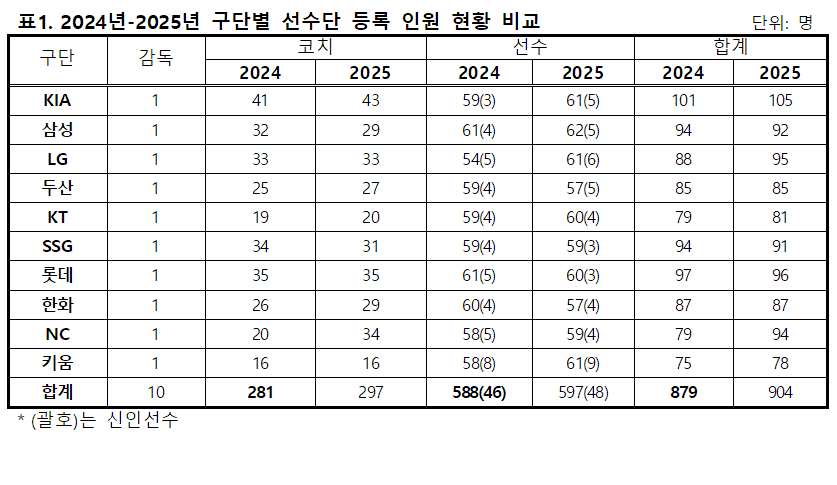 표1. 2024년-2025년 구단별 선수단 등록 인원 현황 비교 단위: 명
구단 감독 코치 선수 합계
2024 2025 2024 2025 2024 2025
KIA 1 41 43 59(3) 61(5) 101 105
삼성 1 32 29 61(4) 62(5) 94 92
LG 1 33 33 54(5) 61(6) 88 95
두산 1 25 27 59(4) 57(5) 85 85
KT 1 19 20 59(4) 60(4) 79 81
SSG 1 34 31 59(4) 59(3) 94 91
롯데 1 35 35 61(5) 60(3) 97 96
한화 1 26 29 60(4) 57(4) 87 87
NC 1 20 34 58(5) 59(4) 79 94
키움 1 16 16 58(8) 61(9) 75 78
합계 10 281 297 588(46) 597(48) 879 904
* (괄호)는 신인선수